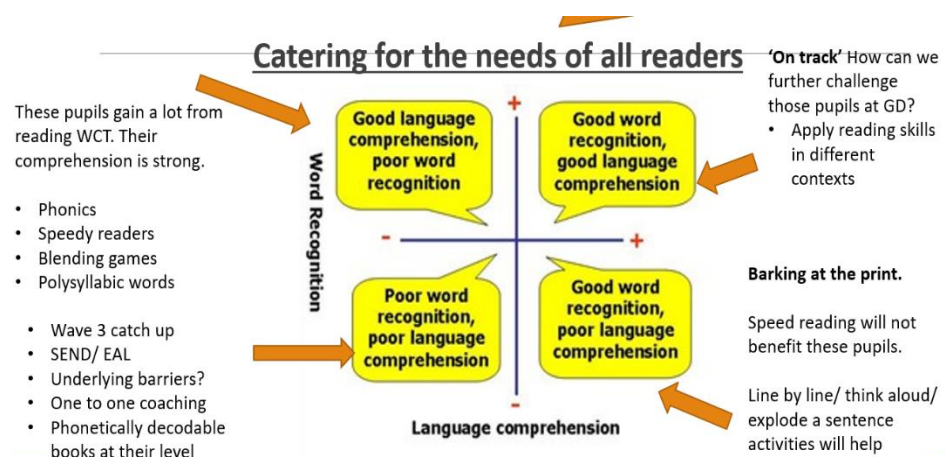 Catering for the needs of all readers
These pupils gain a lot from
reading WCT. Their
comprehension is strong.
• Phonics
• Speedy readers
• Blending games
• Polysyllabic words
• Wave 3 catch up
• SEND/ EAL
• Underlying barriers?
• One to one coaching
• Phonetically decodable
books at their level
Word Recognition
+
Good language
comprehension,
poor word
recognition
Good word
recognition,
good language
comprehension
-
+
Poor word
recognition,
poor language
comprehension
Good word
recognition,
poor language
comprehension
-
Language comprehension
‘On track’ How can we
further challenge
those pupils at GD?
• Apply reading skills
in different
contexts
Barking at the print.
Speed reading will not
benefit these pupils.
Line by line/ think aloud/
explode a sentence
activities will help